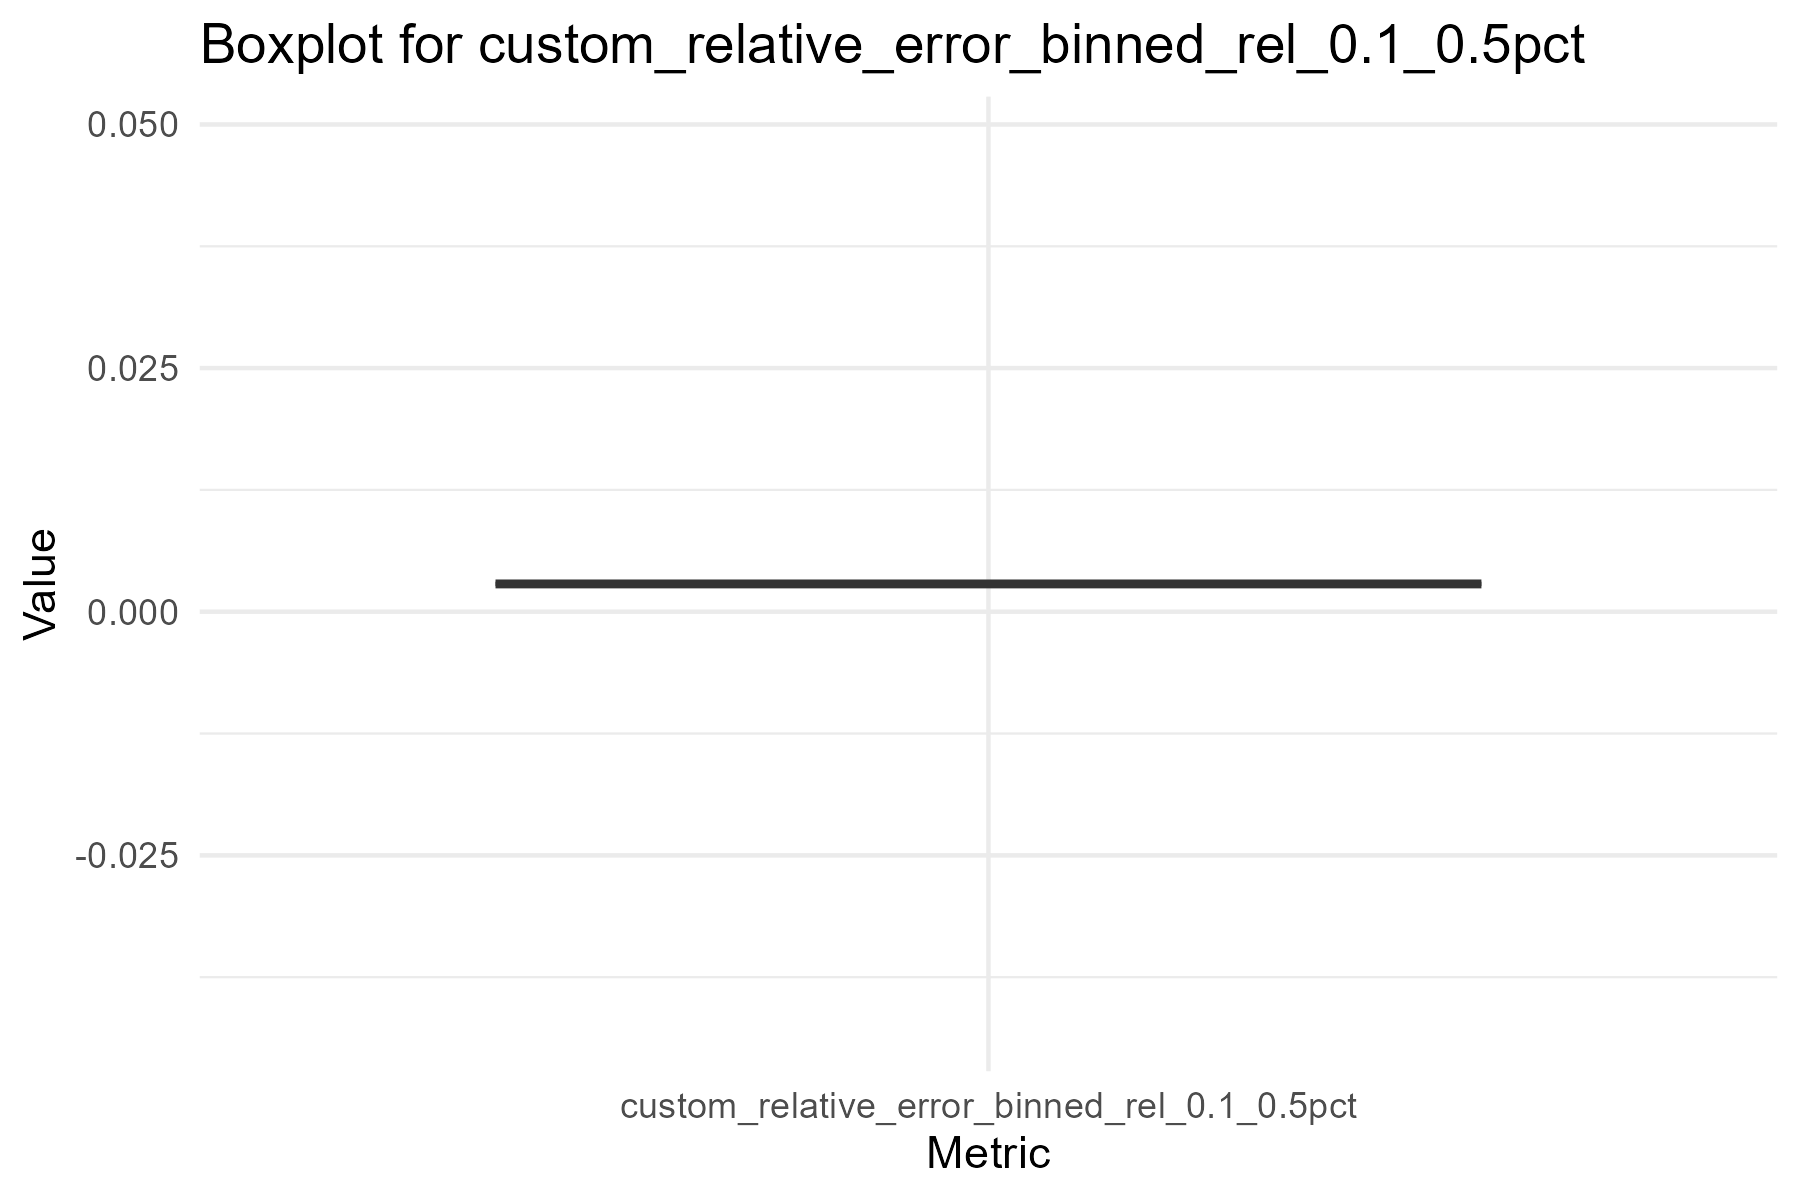 Boxplot for custom_relative_error_binned_rel_0.1_0.5pct
0.050
0.025
0.000
-0.025
Value
custom_relative_error_binned_rel_0.1_0.5pct
Metric